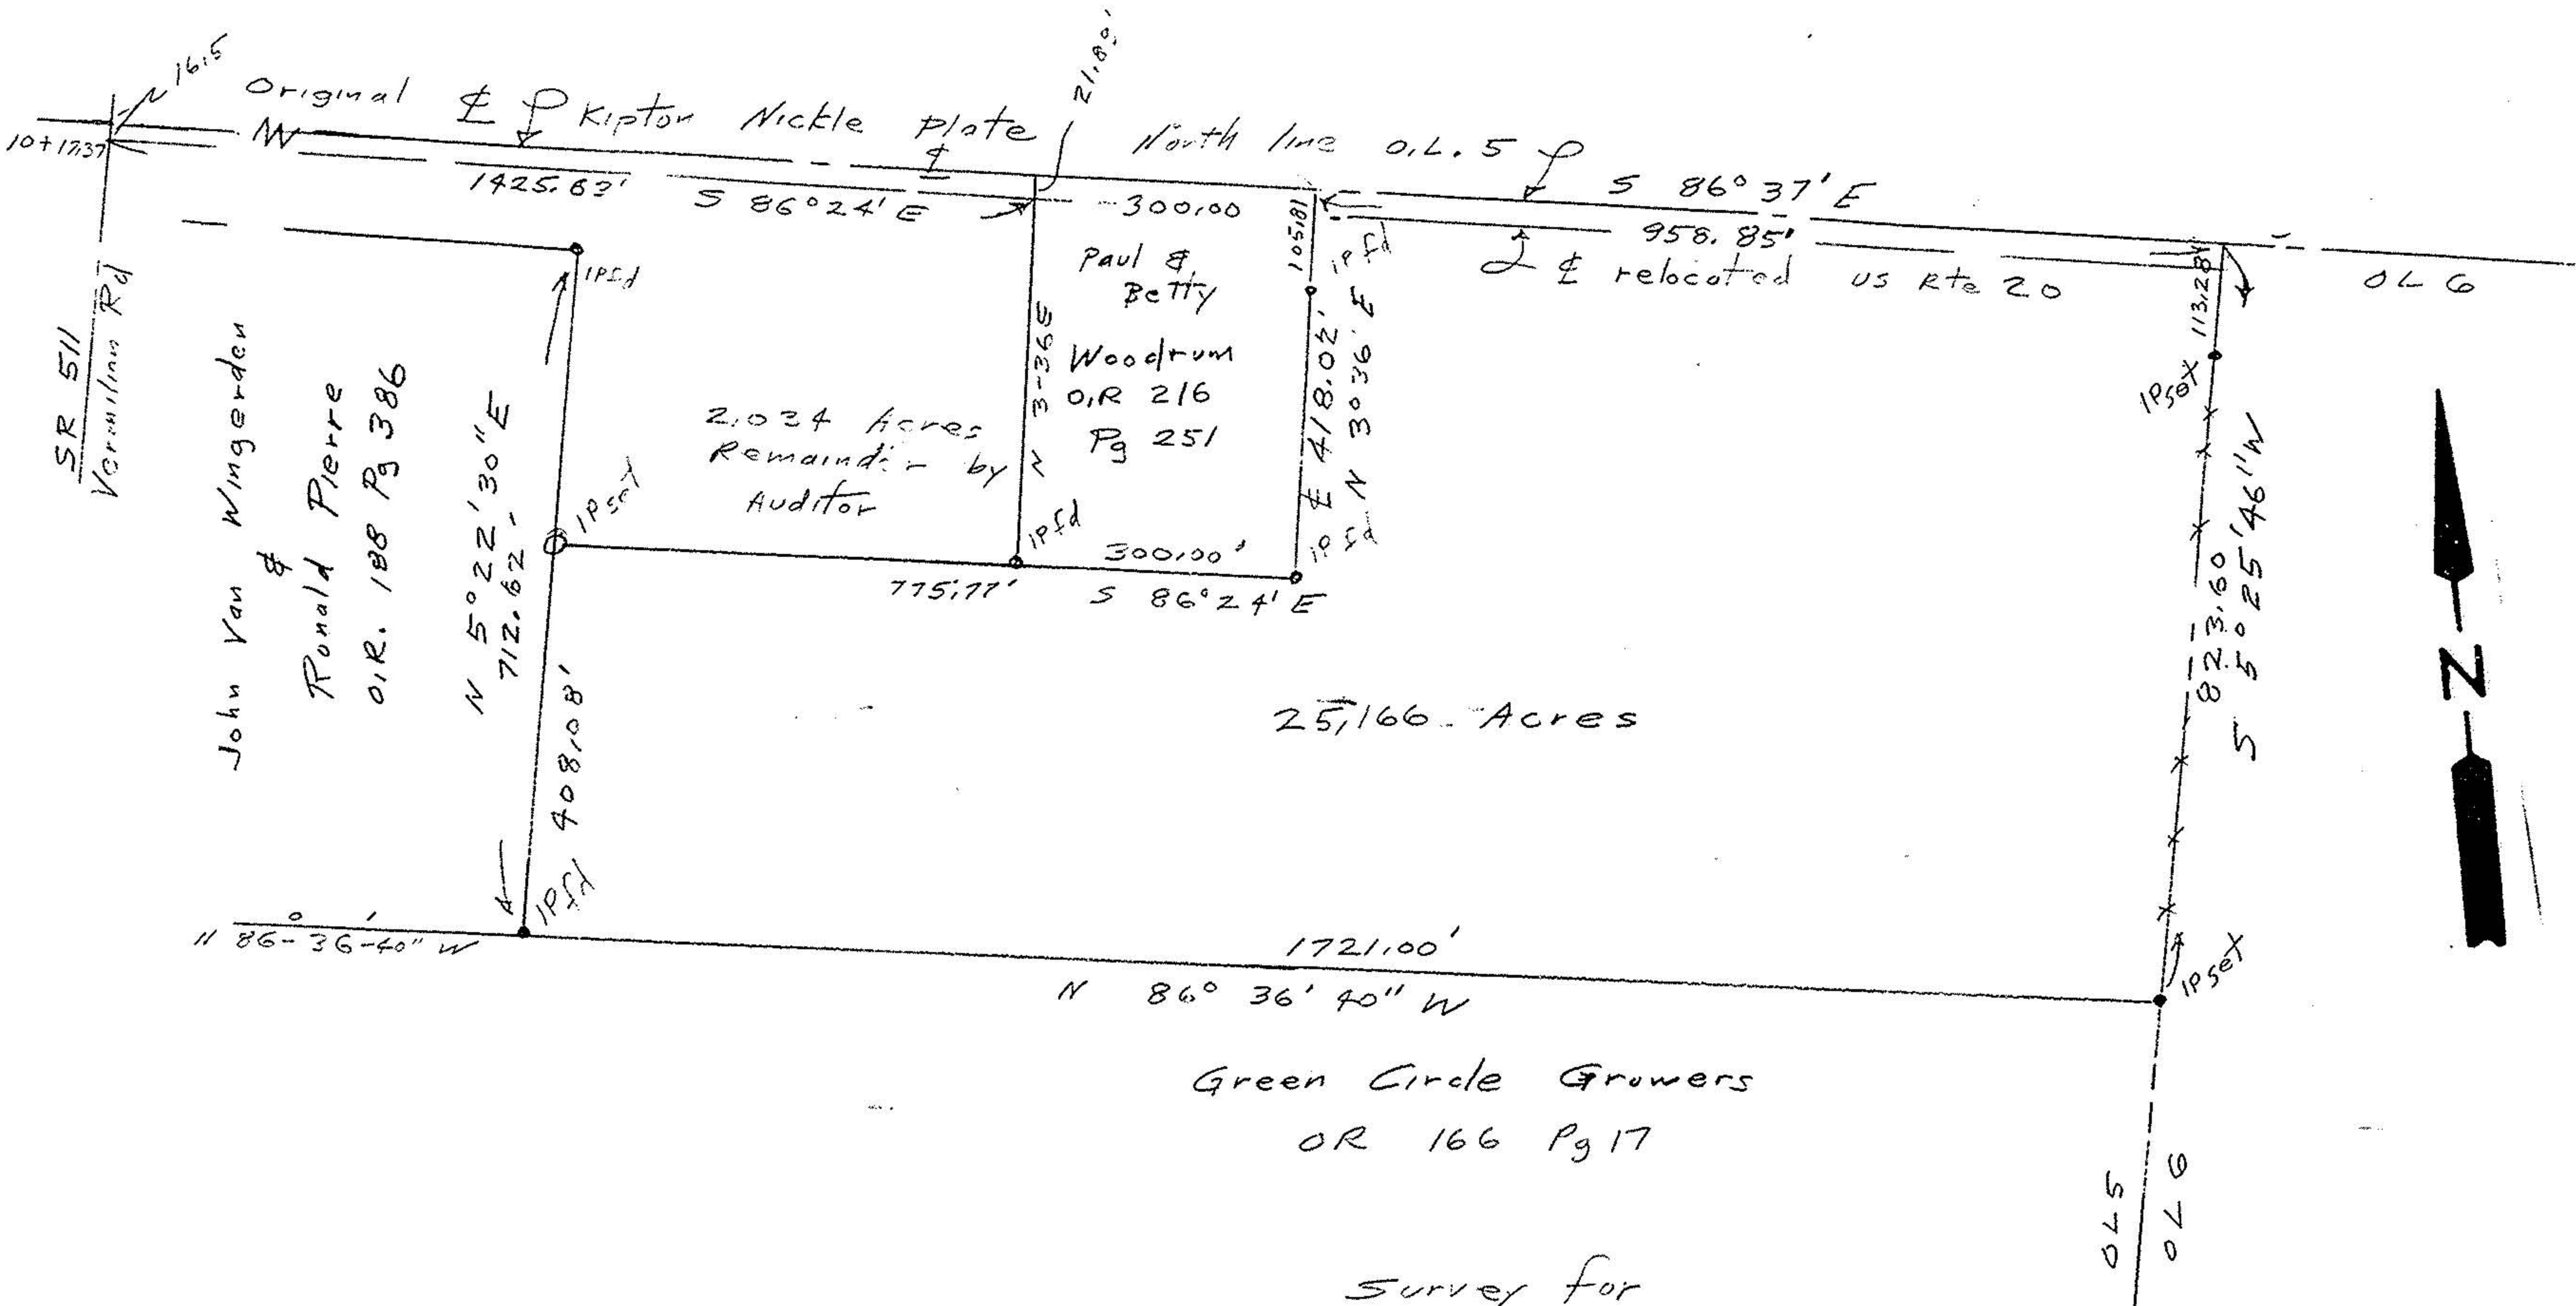 16.5
Original ℄ Kipton Nickle Plate
21.80'
North line O.L. 5
10+17.37
1425.63'
S 86°24' E
300.00
S 86° 37' E
958.85'
℄ relocated US Rte 20
OL 6
105.81
113.28
IPfd
IPfd
Paul &
Betty
Woodrum
O.R 216
Pg 251
N 3-36E
℄ 418.02'
N 3° 36' E
SR 511
Vermilion Rd
John Van Wingerden
&
Ronald Pierre
O.R. 188 Pg 386
N 5° 22' 30" E
712.62'
2.034 Acres
Remainder by
Auditor
IPset
IPfd
IPfd
300.00'
775.77'
S 86°24' E
408.08'
IPfd
IPset
823.60
S 5° 25' 46" W
N
25.166 Acres
N 86-36-40" W
1721.00'
N 86° 36' 40" W
IPset
Green Circle Growers
OR 166 Pg 17
OL 5
OL 6
Survey for